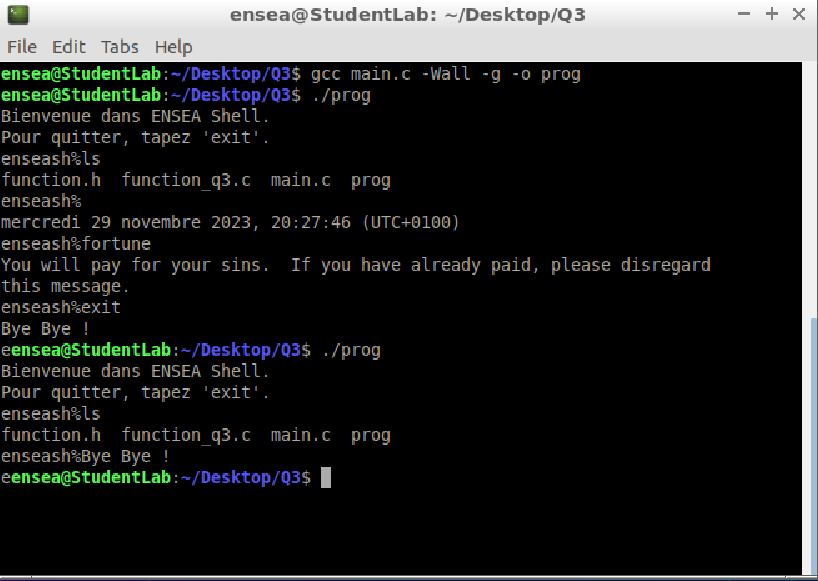 ensea@StudentLab: ~/Desktop/Q3
File Edit Tabs Help
ensea@StudentLab:~/Desktop/Q3$ gcc main.c -Wall -g -o prog
ensea@StudentLab:~/Desktop/Q3$ ./prog
Bienvenue dans ENSEA Shell.
Pour quitter, tapez 'exit'.
enseash%ls
function.h  function_q3.c  main.c  prog
enseash%
mercredi 29 novembre 2023, 20:27:46 (UTC+0100)
enseash%fortune
You will pay for your sins.  If you have already paid, please disregard
this message.
enseash%exit
Bye Bye !
eensea@StudentLab:~/Desktop/Q3$ ./prog
Bienvenue dans ENSEA Shell.
Pour quitter, tapez 'exit'.
enseash%ls
function.h  function_q3.c  main.c  prog
enseash%Bye Bye !
eensea@StudentLab:~/Desktop/Q3$